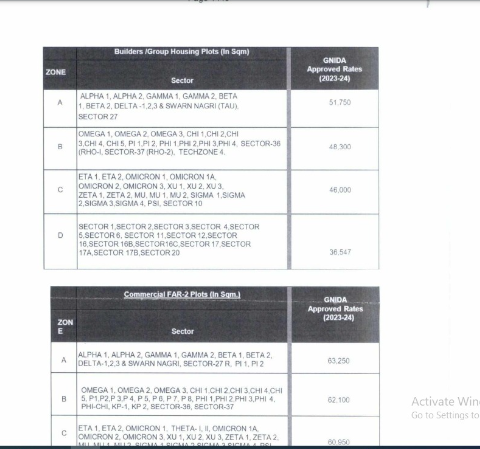 Builders /Group Housing Plots (In Sqm)
GNIDA
Approved Rates
(2023-24)
ZONE
Sector
A
ALPHA 1, ALPHA 2, GAMMA 1, GAMMA 2, BETA
1, BETA 2, DELTA -1,2,3 & SWARN NAGRI (TAU).
SECTOR 27
51,750
B
OMEGA 1, OMEGA 2, OMEGA 3, CHI 1,CHI 2,CHI
3,CHI 4, CHI 5, PI 1,PI 2, PHI 1,PHI 2,PHI 3,PHI 4, SECTOR-36
(RHO-I, SECTOR-37 (RHO-2), TECHZONE 4.
48,300
C
ETA 1, ETA 2, OMICRON 1, OMICRON 1A,
OMICRON 2, OMICRON 3, XU 1, XU 2, XU 3,
ZETA 1, ZETA 2, MU, MU 1, MU 2, SIGMA 1,SIGMA
2,SIGMA 3,SIGMA 4, PSI, SECTOR 10
46,000
D
SECTOR 1,SECTOR 2,SECTOR 3,SECTOR 4,SECTOR
5,SECTOR 6, SECTOR 11,SECTOR 12,SECTOR
16,SECTOR 16B,SECTOR16C,SECTOR 17,SECTOR
17A,SECTOR 17B,SECTOR 20
36,547
Commercial FAR-2 Plots (In Sqm.)
GNIDA
Approved Rates
(2023-24)
ZON
E
Sector
A
ALPHA 1, ALPHA 2, GAMMA 1, GAMMA 2, BETA 1, BETA 2,
DELTA-1,2,3 & SWARN NAGRI, SECTOR-27 R, PI 1, PI 2
63,250
B
OMEGA 1, OMEGA 2, OMEGA 3, CHI 1,CHI 2,CHI 3,CHI 4,CHI
5, P1,P2,P 3,P 4, P 5, P 6, P 7, P 8, PHI 1,PHI 2,PHI 3,PHI 4,
PHI-CHI, KP-1, KP 2, SECTOR-36, SECTOR-37
62,100
C
ETA 1, ETA 2, OMICRON 1, THETA- I, II, OMICRON 1A,
OMICRON 2, OMICRON 3, XU 1, XU 2, XU 3, ZETA 1, ZETA 2,
60,950
Activate Win
Go to Settings to